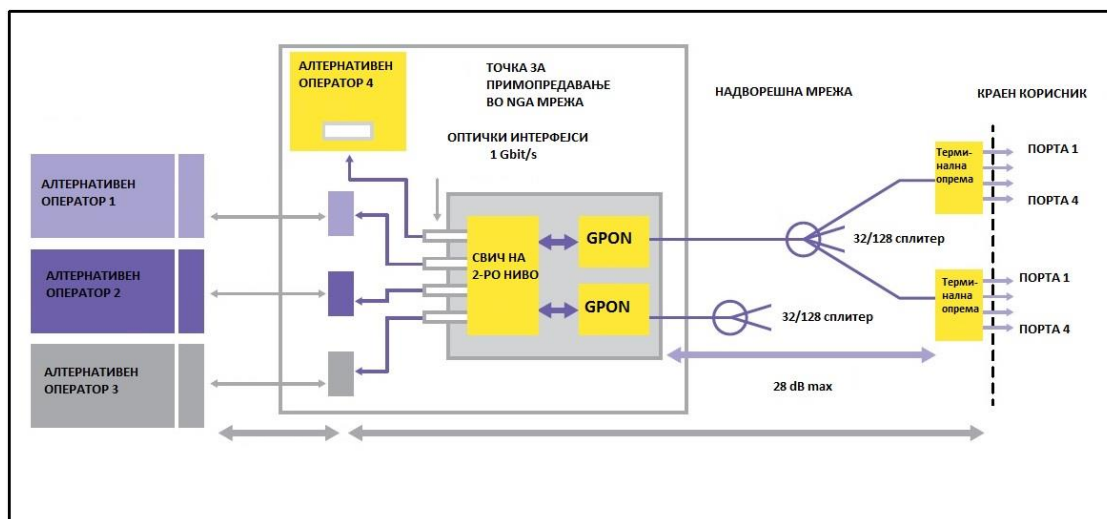 АЛТЕРНАТИВЕН
ОПЕРАТОР 4
ТОЧКА ЗА
ПРИМОПРЕДАВАЊЕ
ВО NGA МРЕЖА
НАДВОРЕШНА МРЕЖА
КРАЕН КОРИСНИК
ОПТИЧКИ ИНТЕРФЕЈСИ
1 Gbit/s
АЛТЕРНАТИВЕН
ОПЕРАТОР 1
АЛТЕРНАТИВЕН
ОПЕРАТОР 2
АЛТЕРНАТИВЕН
ОПЕРАТОР 3
СВИЧ НА
2-РО НИВО
GPON
GPON
32/128 сплитер
32/128 сплитер
28 dB max
Терми-
нална
опрема
ПОРТА 1
ПОРТА 4
Терми-
нална
опрема
ПОРТА 1
ПОРТА 4